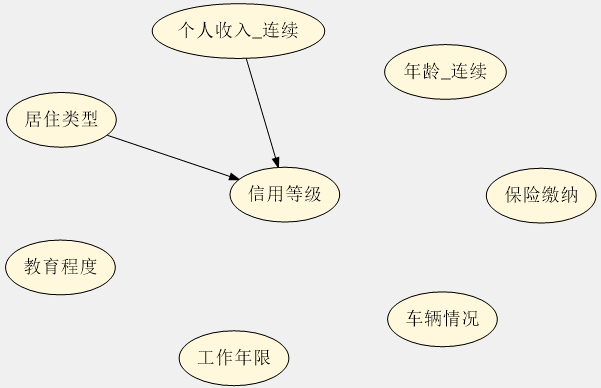 个人收入_连续
年龄_连续
居住类型
信用等级
保险缴纳
教育程度
车辆情况
工作年限